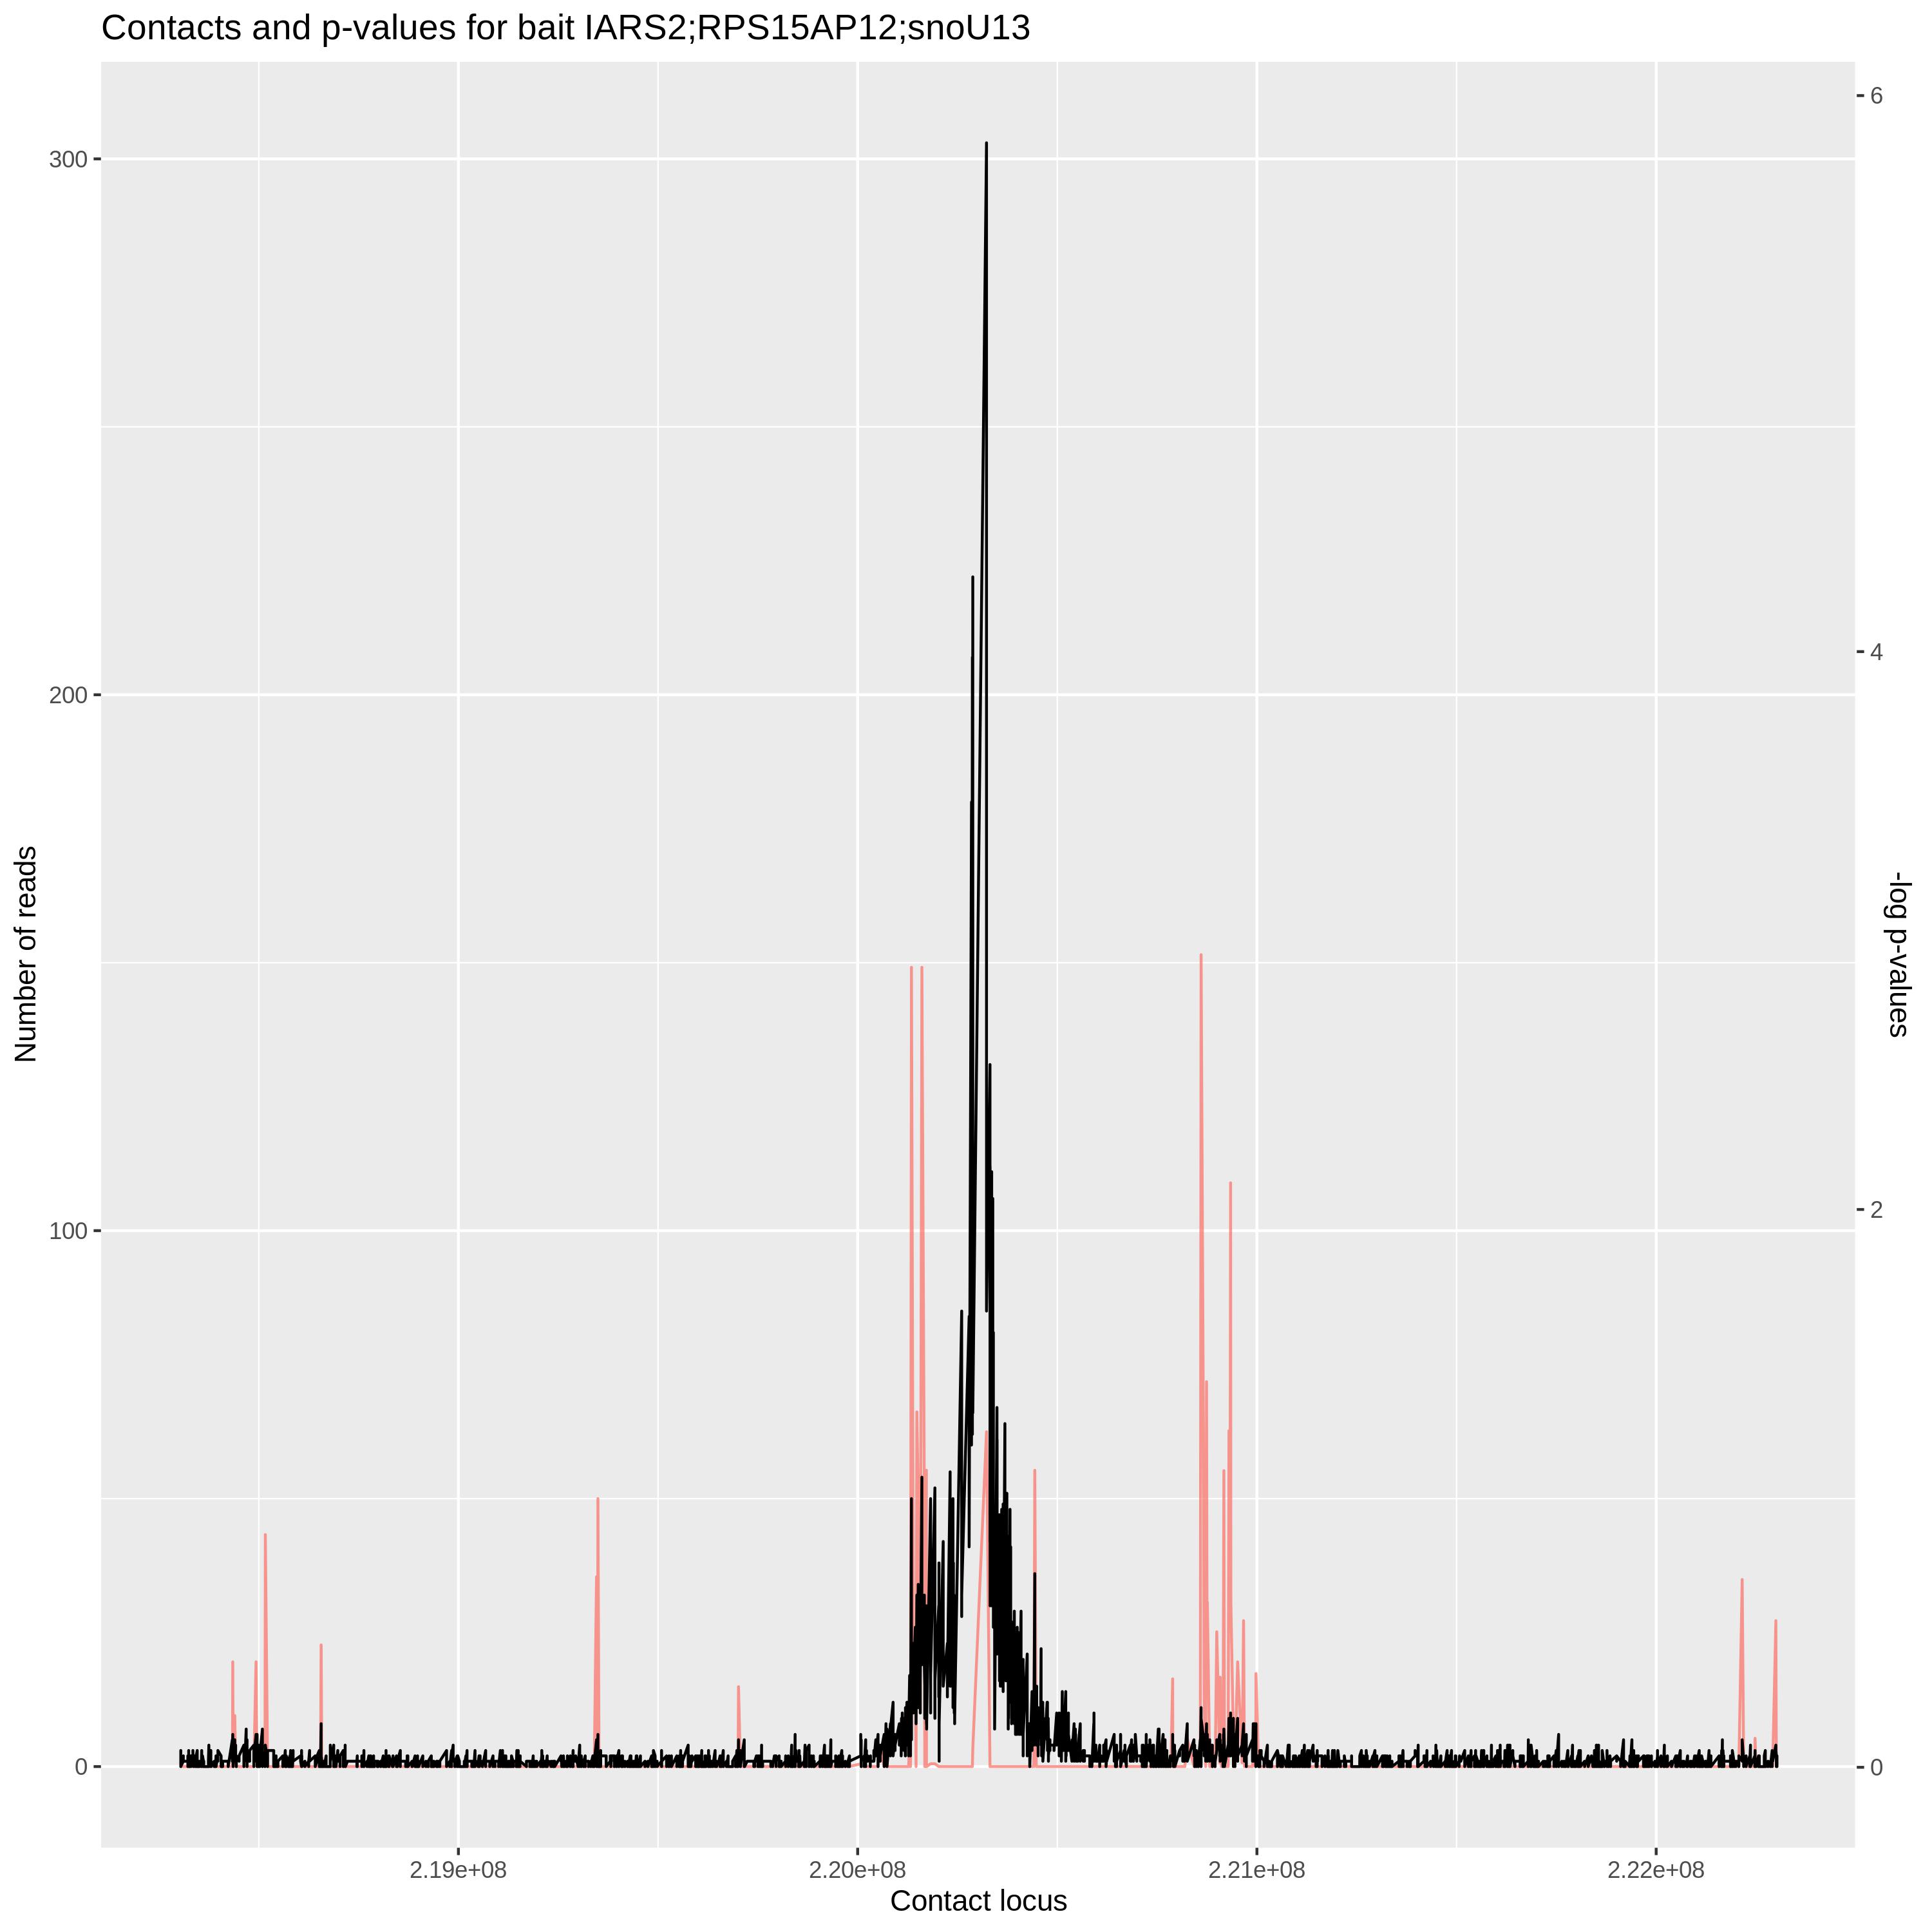 Contacts and p-values for bait IARS2;RPS15AP12;snoU13
6
300
4
200
Number of reads
-log p-values
2
100
0
0
2.19e+08
2.20e+08
2.21e+08
2.22e+08
Contact locus